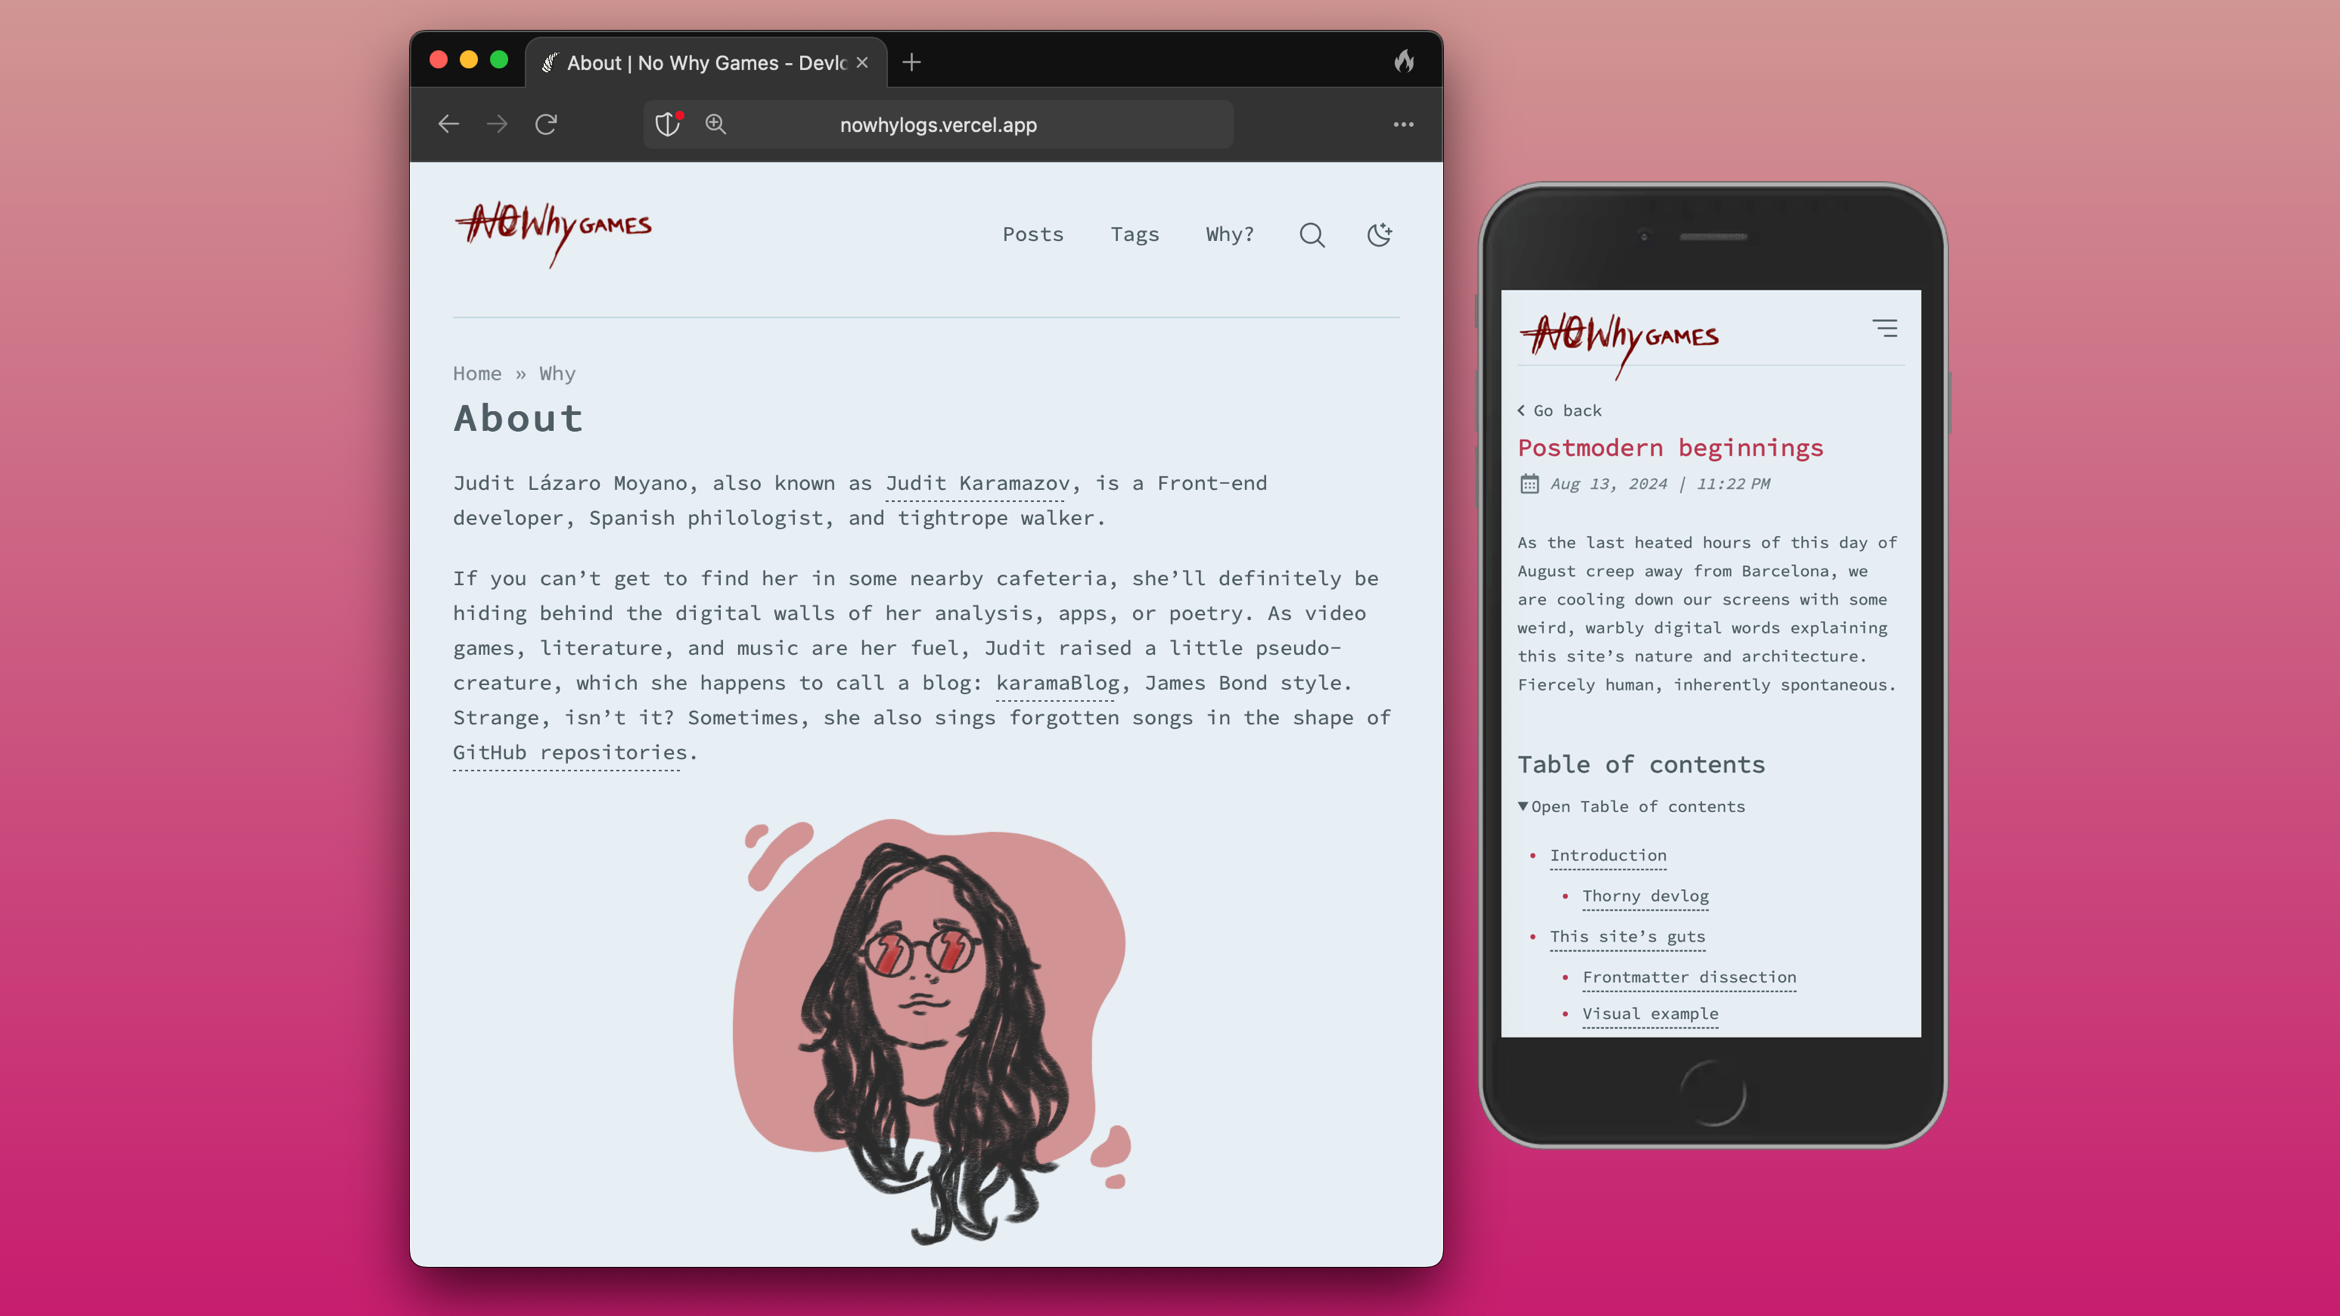 About | No Why Games - Devlo
nowhylogs.vercel.app
NO Why GAMES
Posts
Tags
Why?
Home » Why
About
Judit Lázaro Moyano, also known as Judit Karamazov, is a Front-end
developer, Spanish philologist, and tightrope walker.
If you can’t get to find her in some nearby cafeteria, she’ll definitely be
hiding behind the digital walls of her analysis, apps, or poetry. As video
games, literature, and music are her fuel, Judit raised a little pseudo-
creature, which she happens to call a blog: karamaBlog, James Bond style.
Strange, isn’t it? Sometimes, she also sings forgotten songs in the shape of
GitHub repositories.
NO Why GAMES
Go back
Postmodern beginnings
Aug 13, 2024 | 11:22 PM
As the last heated hours of this day of
August creep away from Barcelona, we
are cooling down our screens with some
weird, warbly digital words explaining
this site’s nature and architecture.
Fiercely human, inherently spontaneous.
Table of contents
▼Open Table of contents
• Introduction
• Thorny devlog
• This site’s guts
• Frontmatter dissection
• Visual example